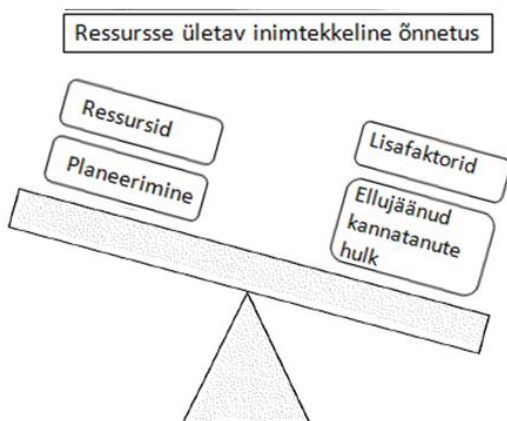 Ressursse ületav inimtekkeline õnnetus
Ressursid
Planeerimine
Lisafaktorid
Ellujäänud
kannatanute
hulk